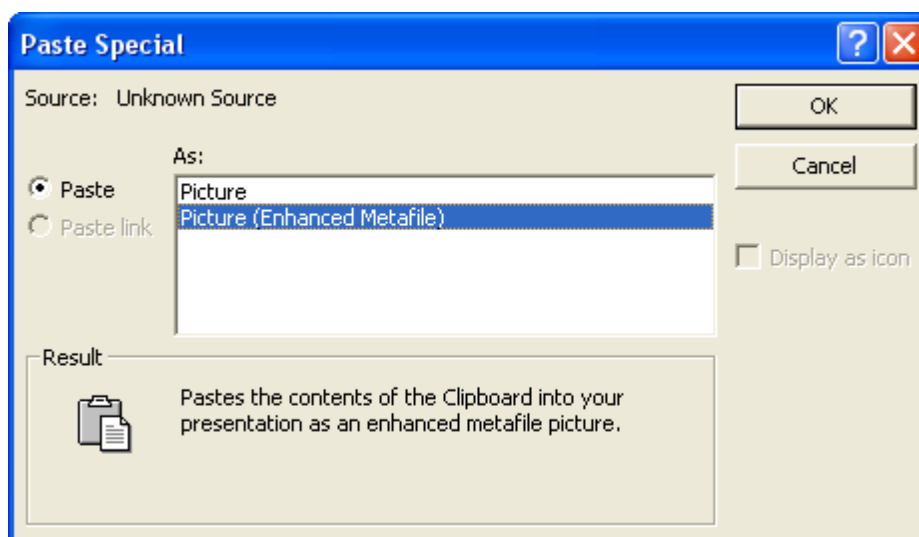 Paste Special
Source: Unknown Source
OK
As:
Cancel
Paste
Picture
Paste link
Picture (Enhanced Metafile)
Display as icon
Result
Pastes the contents of the Clipboard into your
presentation as an enhanced metafile picture.